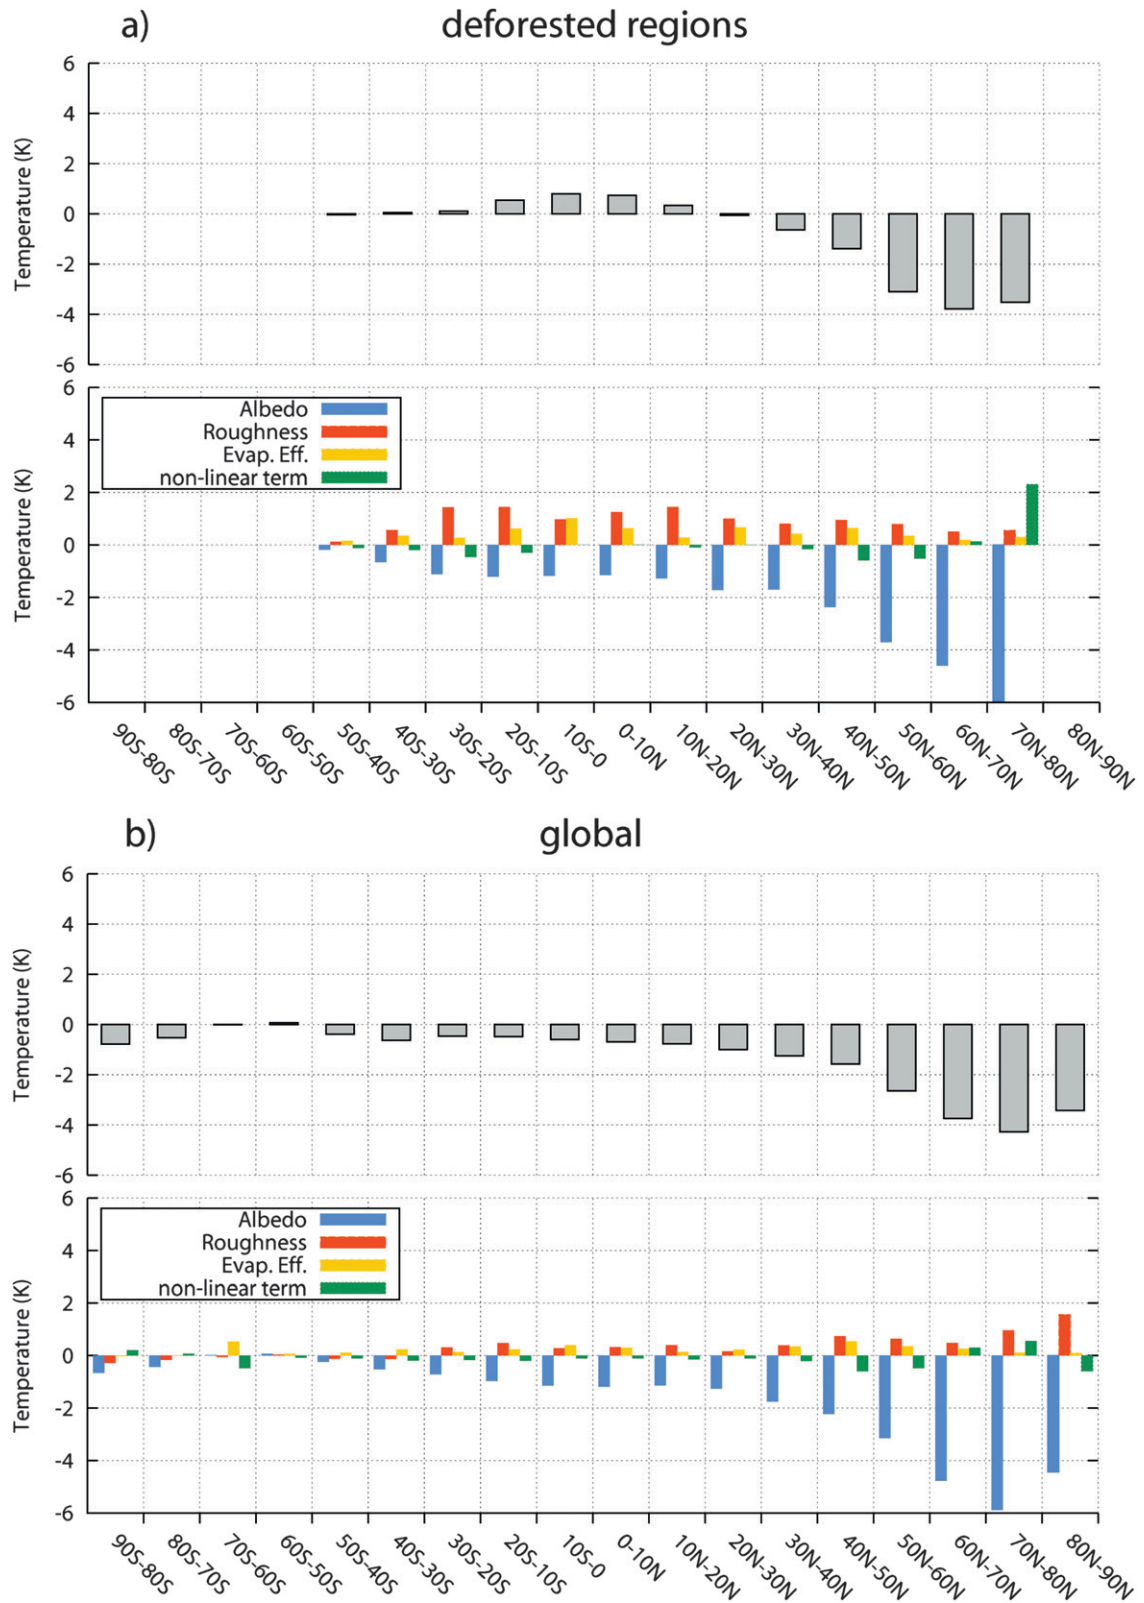 a) deforested regions
6
4
2
0
-2
-4
-6
Temperature (K)
6
4
2
0
-2
-4
-6
Temperature (K)
Albedo
Roughness
Evap. Eff.
non-linear term
90S-80S 80S-70S 70S-60S 60S-50S 50S-40S 40S-30S 30S-20S 20S-10S 10S-0 0-10N 10N-20N 20N-30N 30N-40N 40N-50N 50N-60N 60N-70N 70N-80N 80N-90N
b) global
6
4
2
0
-2
-4
-6
Temperature (K)
6
4
2
0
-2
-4
-6
Temperature (K)
Albedo
Roughness
Evap. Eff.
non-linear term
90S-80S 80S-70S 70S-60S 60S-50S 50S-40S 40S-30S 30S-20S 20S-10S 10S-0 0-10N 10N-20N 20N-30N 30N-40N 40N-50N 50N-60N 60N-70N 70N-80N 80N-90N